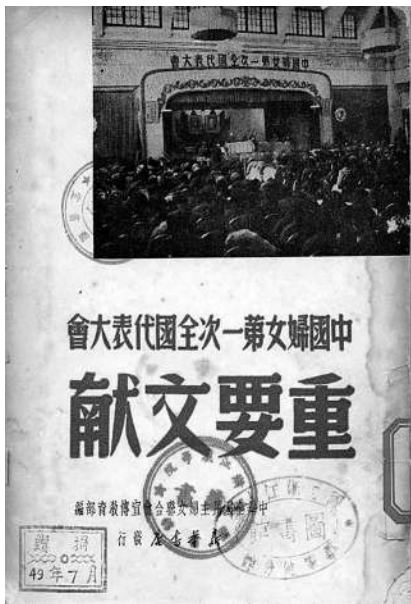 中國婦女第一次全國代表大會
中國婦女第一次全國代表大會
重要文献
中華全國民主婦女聯合會宣傳教育部編
新華書店發行
捐贈
49年7月